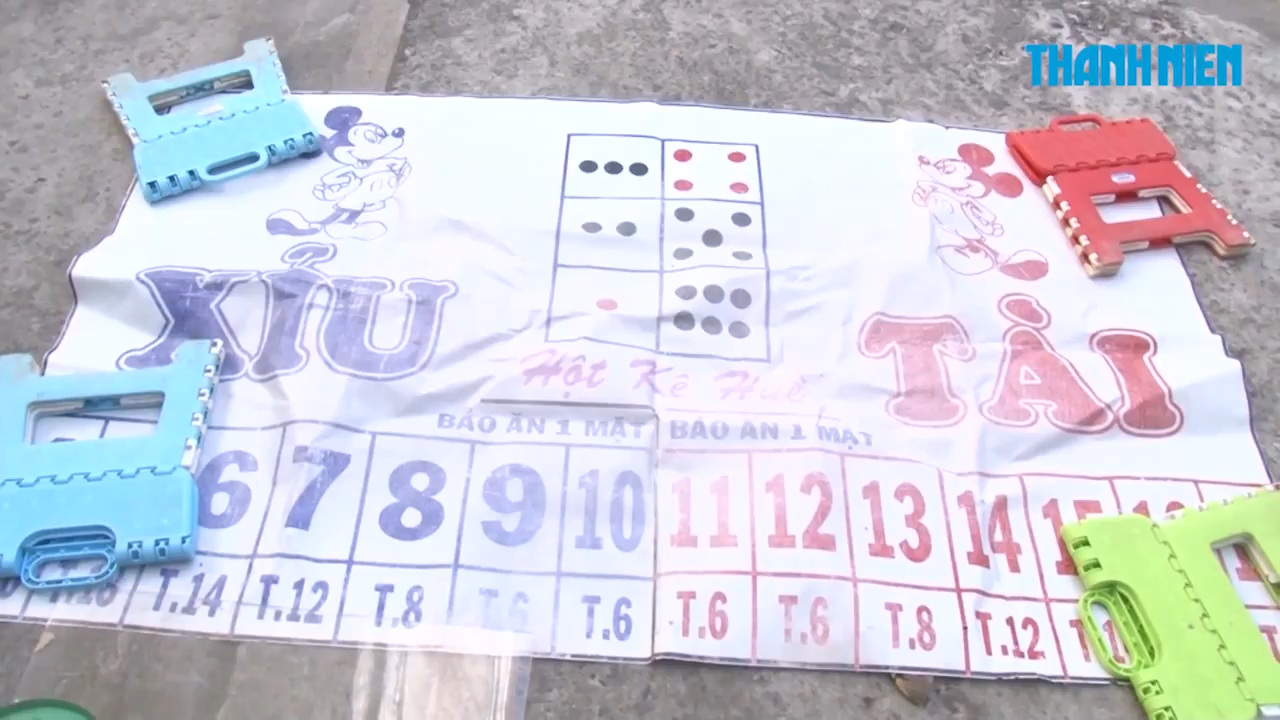 THANH NIEN
XỈU
TÀI
Hột Kê Huế
BÁO ĂN 1 MẶT BÁO ĂN 1 MẶT
6 7 8 9 10 11 12 13 14
T.14 T.12 T.8 T.6 T.6 T.6 T.6 T.8 T.12